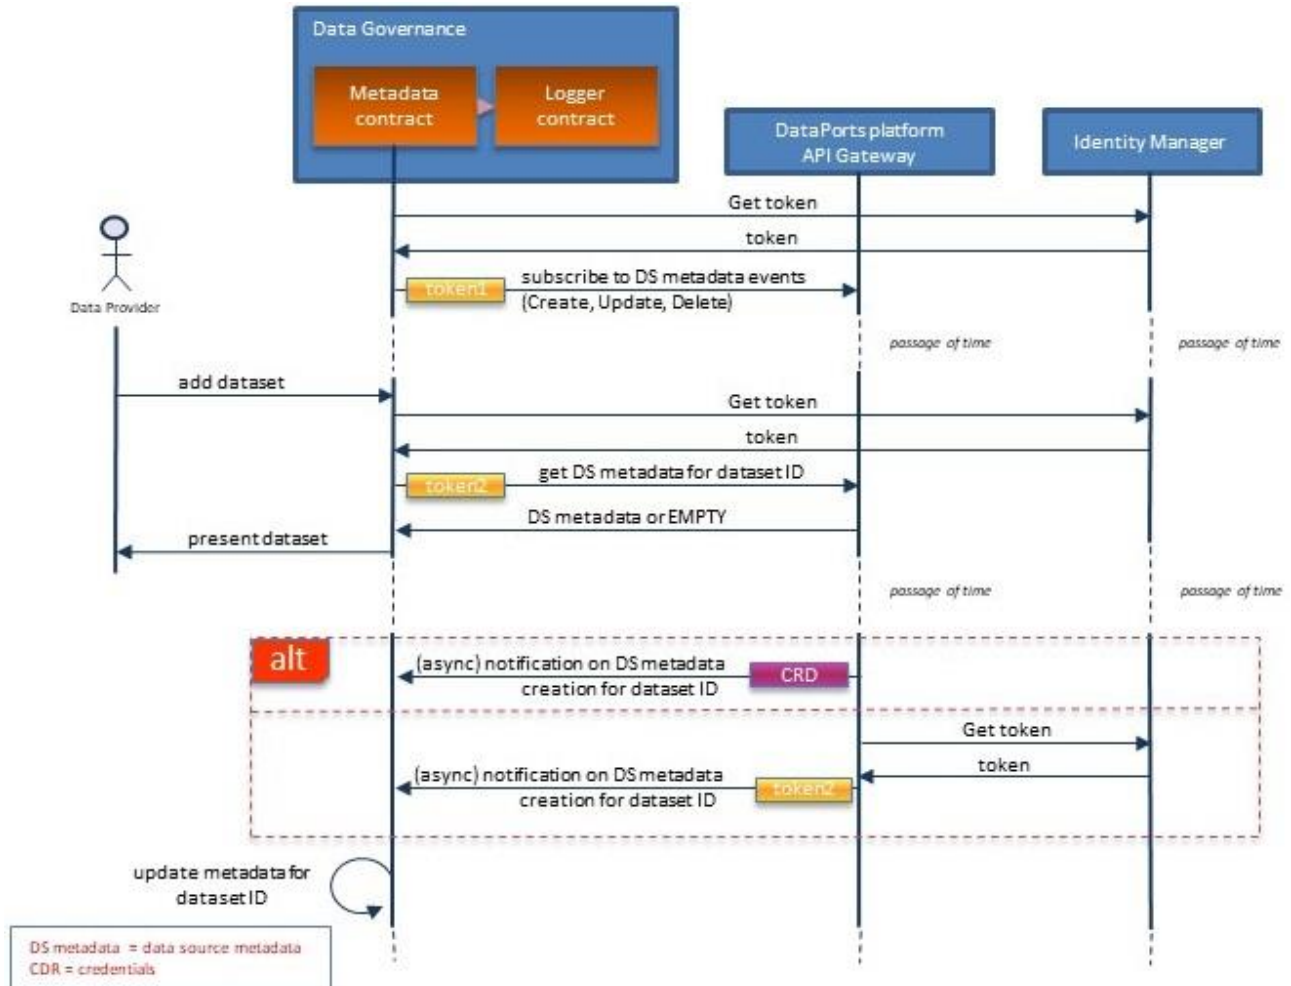 Data Governance
Metadata
contract
Logger
contract
DataPorts platform
API Gateway
Identity Manager
Get token
token
Data Provider
token1
subscribe to DS metadata events
(Create, Update, Delete)
passage of time
passage of time
add dataset
Get token
token
token2
get DS metadata for dataset ID
DS metadata or EMPTY
present dataset
passage of time
passage of time
alt
(async) notification on DS metadata
creation for dataset ID
CRD
Get token
token
(async) notification on DS metadata
creation for dataset ID
token2
update metadata for
dataset ID
DS metadata = data source metadata
CDR = credentials